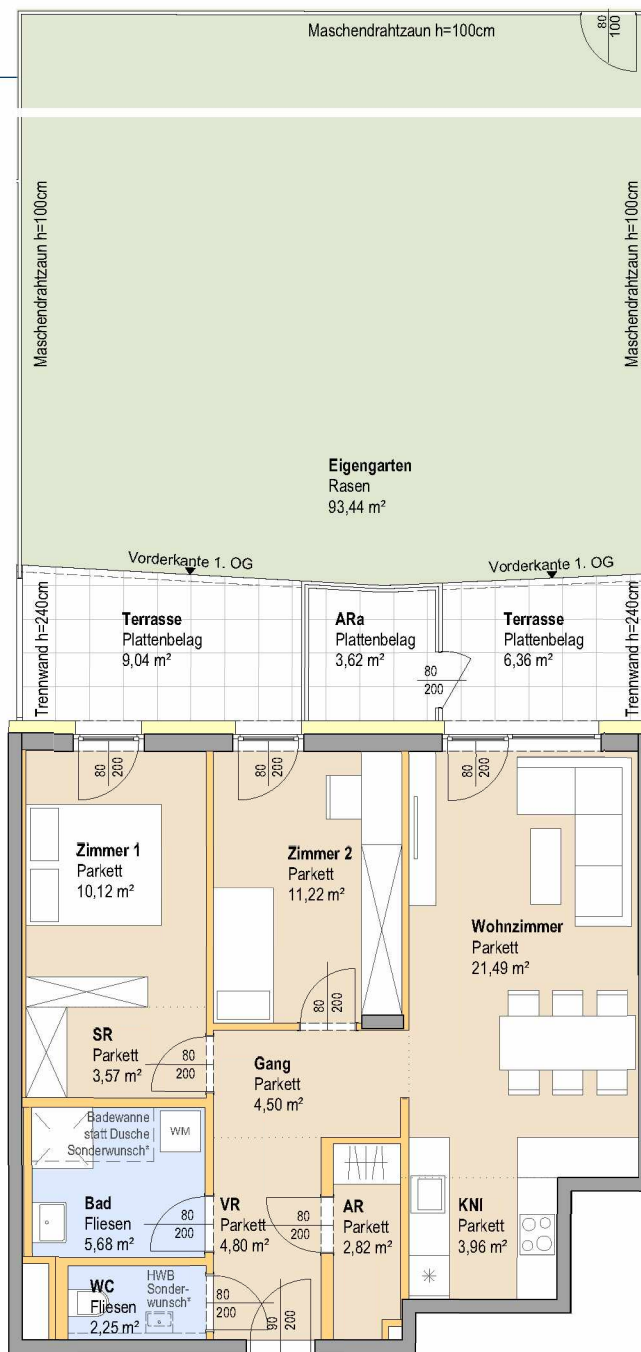 Maschendrahtzaun h=100cm
80
100
Maschendrahtzaun h=100cm
Maschendrahtzaun h=100cm
Eigengarten
Rasen
93,44 m²
Vorderkante 1. OG
Vorderkante 1. OG
Trennwand h=240cm
Terrasse
Plattenbelag
9,04 m²
ARa
Plattenbelag
3,62 m²
80
200
Terrasse
Plattenbelag
6,36 m²
Trennwand h=240cm
80
200
80
200
80
200
Zimmer 1
Parkett
10,12 m²
Zimmer 2
Parkett
11,22 m²
Wohnzimmer
Parkett
21,49 m²
80
200
SR
Parkett
3,57 m²
80
200
Gang
Parkett
4,50 m²
Badewanne
statt Dusche
Sonderwunsch*
WM
Bad
Fliesen
5,68 m²
80
200
VR
Parkett
4,80 m²
80
200
AR
Parkett
2,82 m²
KNI
Parkett
3,96 m²
WC
Fliesen
2,25 m²
HWB
Sonder-
wunsch*
80
200
90
200